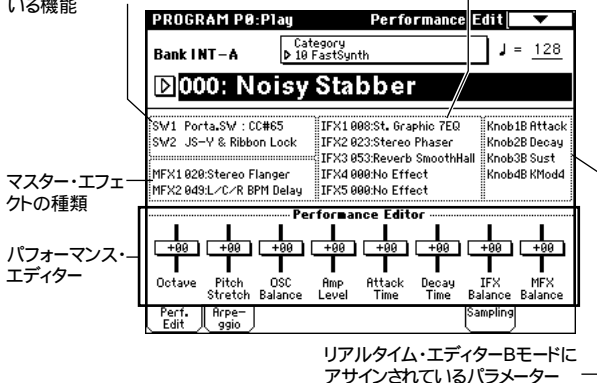 いる機能
PROGRAM P0:Play Performance Edit
Bank INT-A
Category
10 FastSynth
♩ = 128
000: Noisy Stabber
SW1 Porta.SW : CC#65
SW2 JS-Y & Ribbon Lock
MFX1 020:Stereo Flanger
MFX2 049:L/C/R BPM Delay
IFX1 008:St. Graphic 7EQ
IFX2 023:Stereo Phaser
IFX3 053:Reverb SmoothHall
IFX4 000:No Effect
IFX5 000:No Effect
Knob1B Attack
Knob2B Decay
Knob3B Sust
Knob4B KMod4
マスター・エフェ
クトの種類
パフォーマンス・
エディター
Performance Editor
+00 +00 +00 +00 +00 +00 +00 +00
Octave Pitch Stretch OSC Balance Amp Level Attack Time Decay Time IFX Balance MFX Balance
Perf. Edit Arpe-ggio Sampling
リアルタイム・エディターBモードに
アサインされているパラメーター